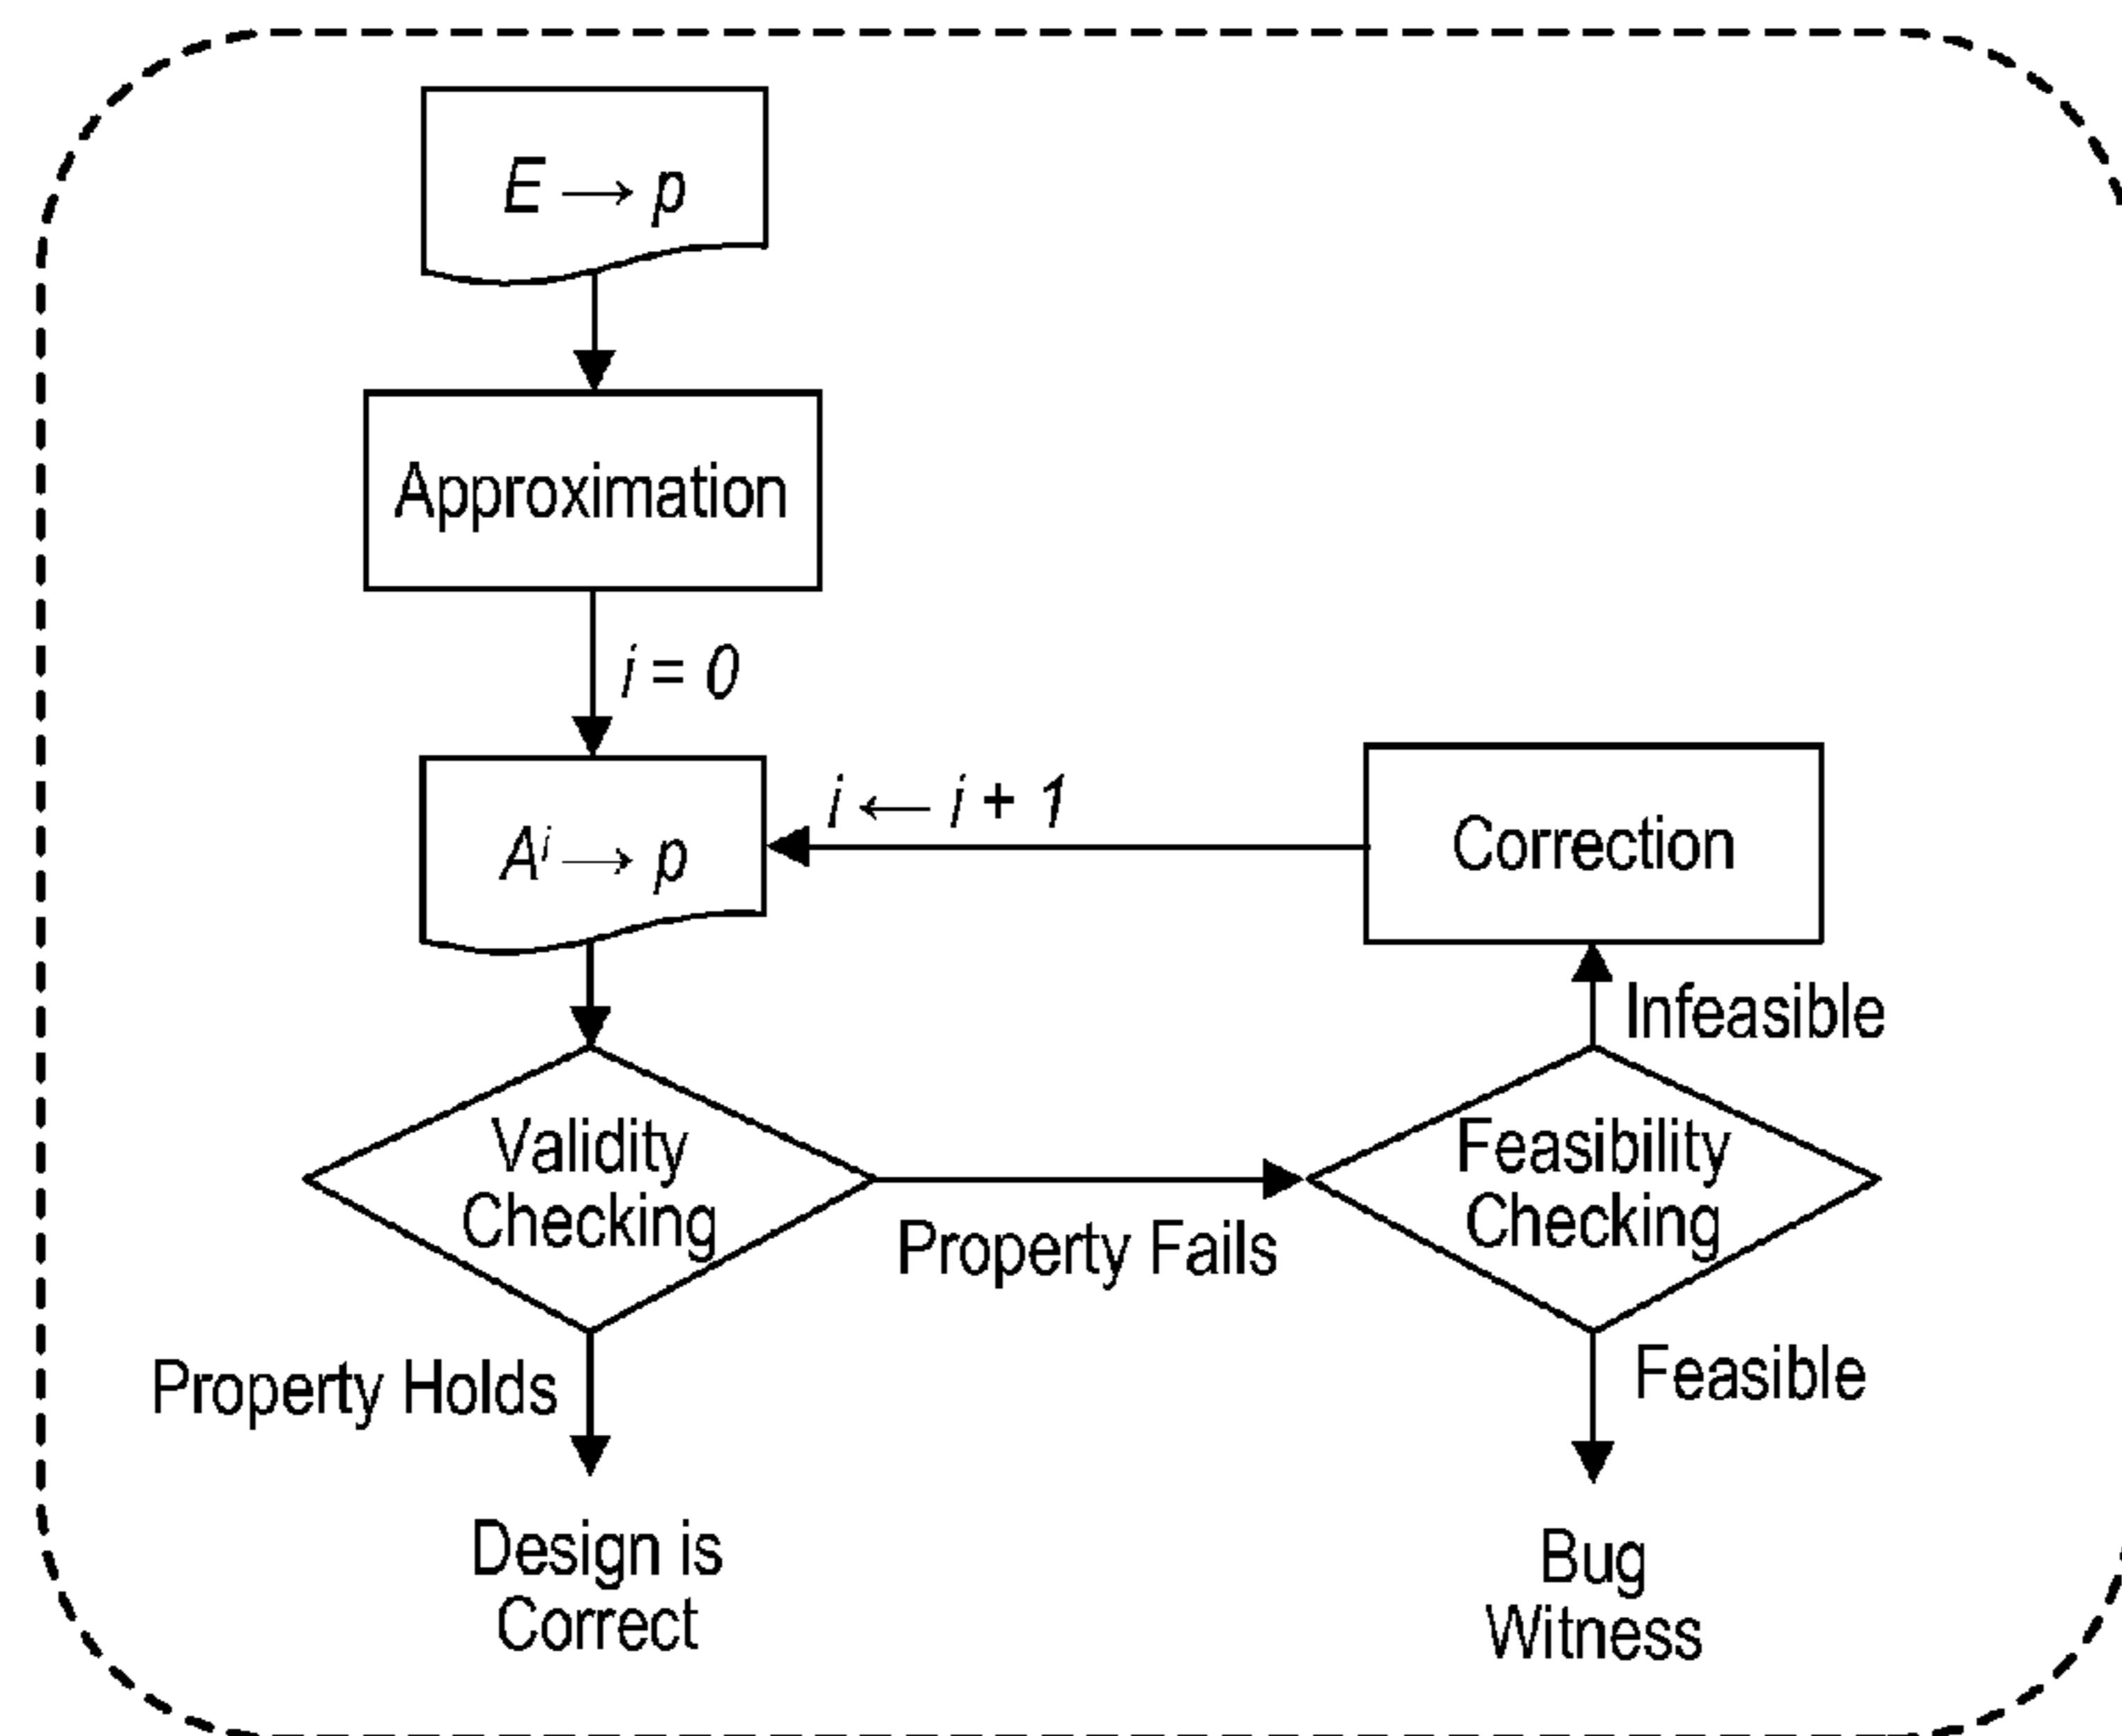 E → p
Approximation
i = 0
Aⁱ → p
i ← i + 1
Correction
Infeasible
Validity
Checking
Property Fails
Feasibility
Checking
Property Holds
Feasible
Design is
Correct
Bug
Witness